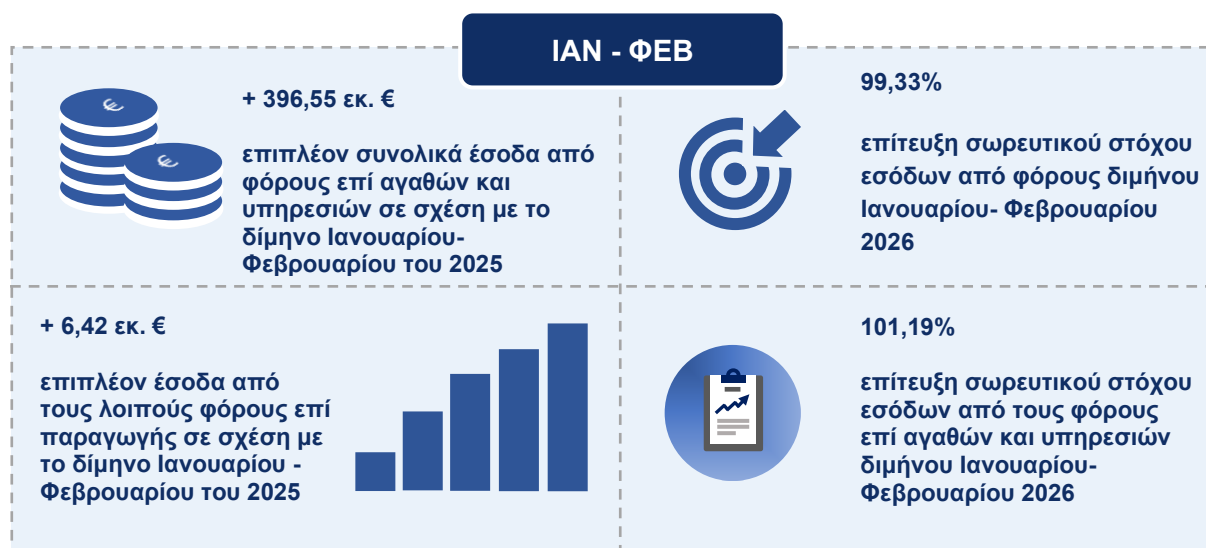 ΙΑΝ - ΦΕΒ
+ 396,55 εκ. €
επιπλέον συνολικά έσοδα από
φόρους επί αγαθών και
υπηρεσιών σε σχέση με το
δίμηνο Ιανουαρίου-
Φεβρουαρίου του 2025
99,33%
επίτευξη σωρευτικού στόχου
εσόδων από φόρους διμήνου
Ιανουαρίου- Φεβρουαρίου
2026
+ 6,42 εκ. €
επιπλέον έσοδα από
τους λοιπούς φόρους επί
παραγωγής σε σχέση με
το δίμηνο Ιανουαρίου -
Φεβρουαρίου του 2025
101,19%
επίτευξη σωρευτικού στόχου
εσόδων από τους φόρους
επί αγαθών και υπηρεσιών
διμήνου Ιανουαρίου-
Φεβρουαρίου 2026